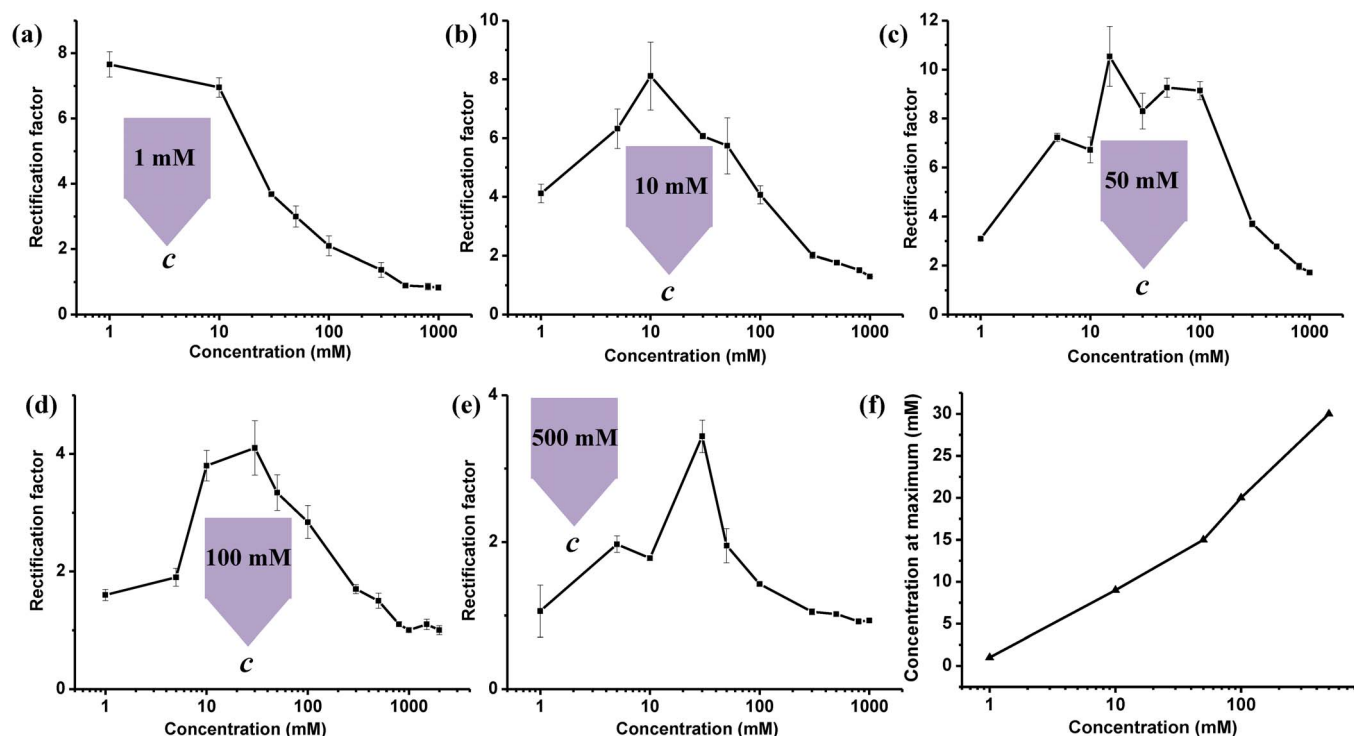 (a)
Rectification factor
8
6
4
2
0
1 mM
c
1 10 100 1000
Concentration (mM)
(b)
Rectification factor
10
8
6
4
2
0
10 mM
c
1 10 100 1000
Concentration (mM)
(c)
Rectification factor
12
10
8
6
4
2
0
50 mM
c
1 10 100 1000
Concentration (mM)
(d)
Rectification factor
4
2
0
100 mM
c
1 10 100 1000
Concentration (mM)
(e)
Rectification factor
4
2
0
500 mM
c
1 10 100 1000
Concentration (mM)
(f)
Concentration at maximum (mM)
30
25
20
15
10
5
0
1 10 100
Concentration (mM)